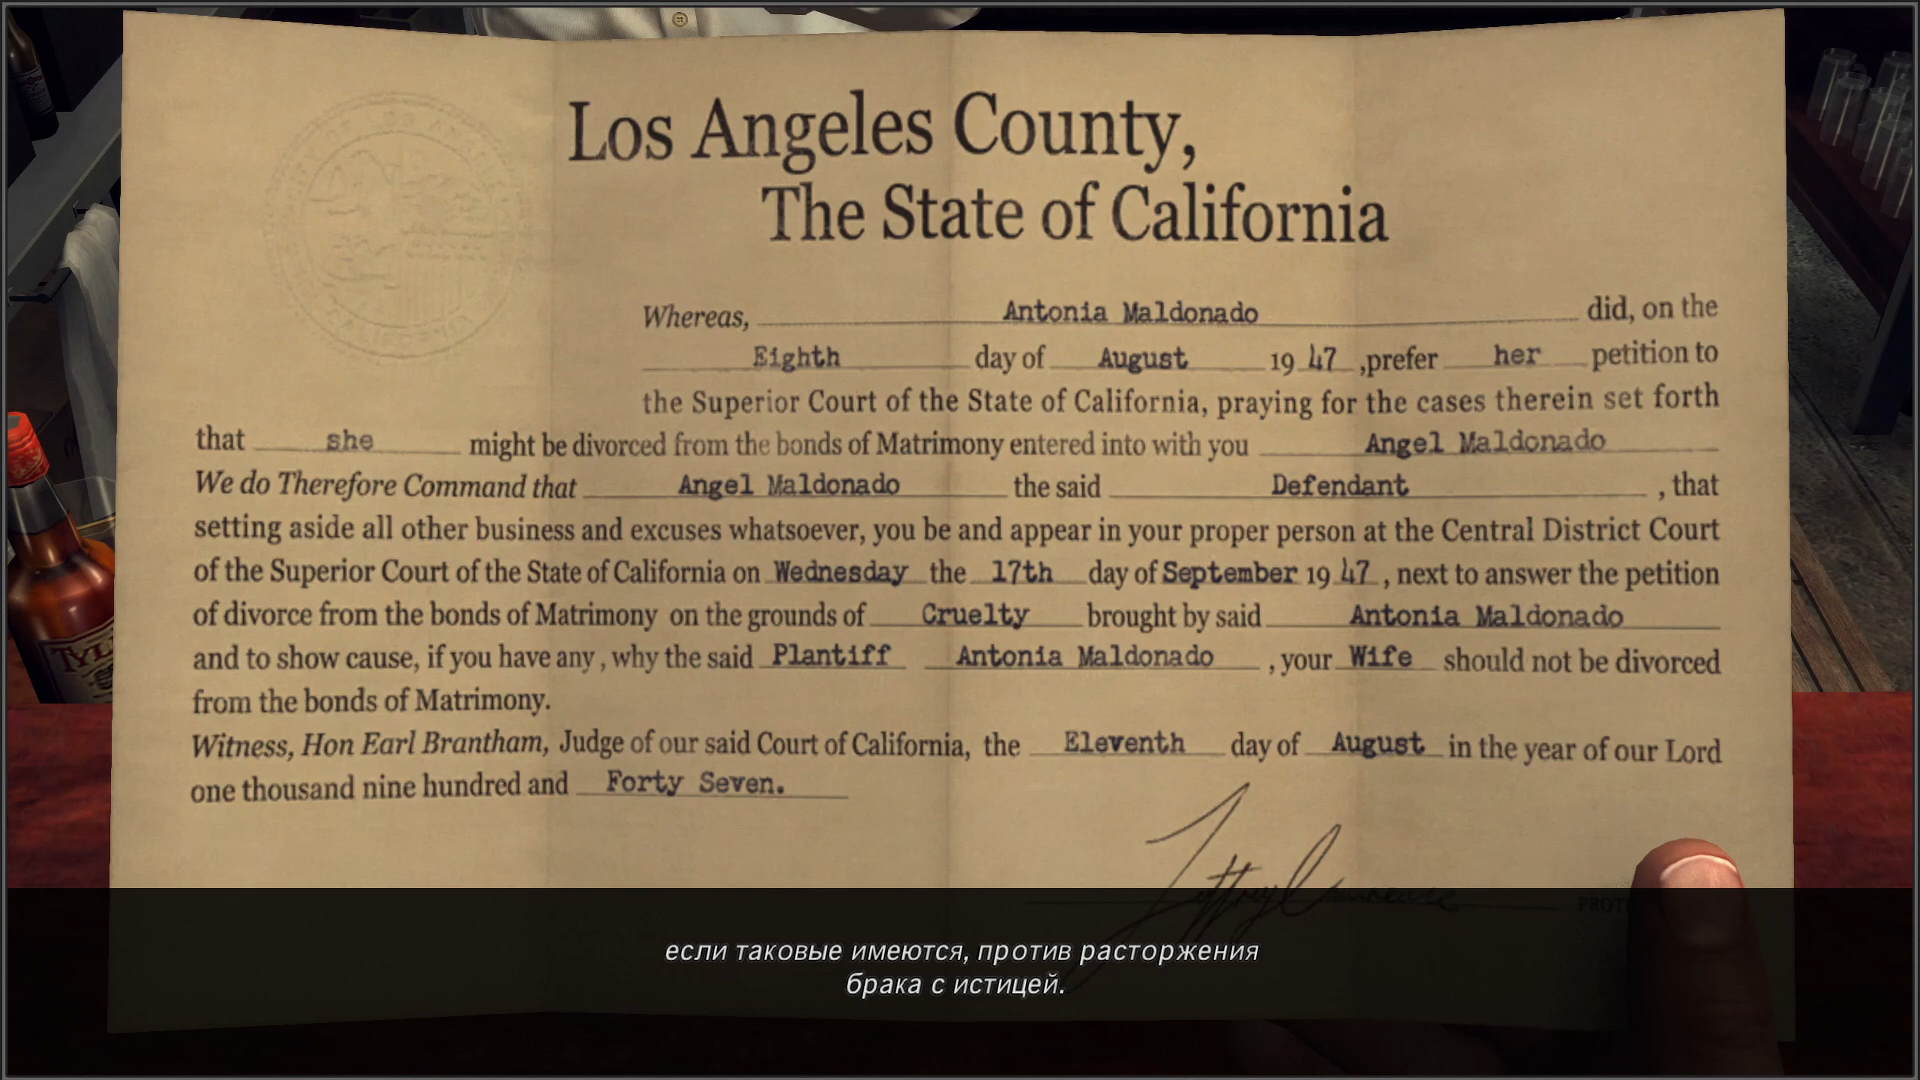 Los Angeles County,
The State of California
Whereas, Antonia Maldonado did, on the
Eighth day of August 19 47 ,prefer her petition to
the Superior Court of the State of California, praying for the cases therein set forth
that she might be divorced from the bonds of Matrimony entered into with you Angel Maldonado
We do Therefore Command that Angel Maldonado the said Defendant , that
setting aside all other business and excuses whatsoever, you be and appear in your proper person at the Central District Court
of the Superior Court of the State of California on Wednesday the 17th day of September 19 47 , next to answer the petition
of divorce from the bonds of Matrimony on the grounds of Cruelty brought by said Antonia Maldonado
and to show cause, if you have any , why the said Plantiff Antonia Maldonado , your Wife should not be divorced
from the bonds of Matrimony.
Witness, Hon Earl Brantham, Judge of our said Court of California, the Eleventh day of August in the year of our Lord
one thousand nine hundred and Forty Seven.
Jeffrey Lawrence
если таковые имеются, против расторжения
брака с истицей.